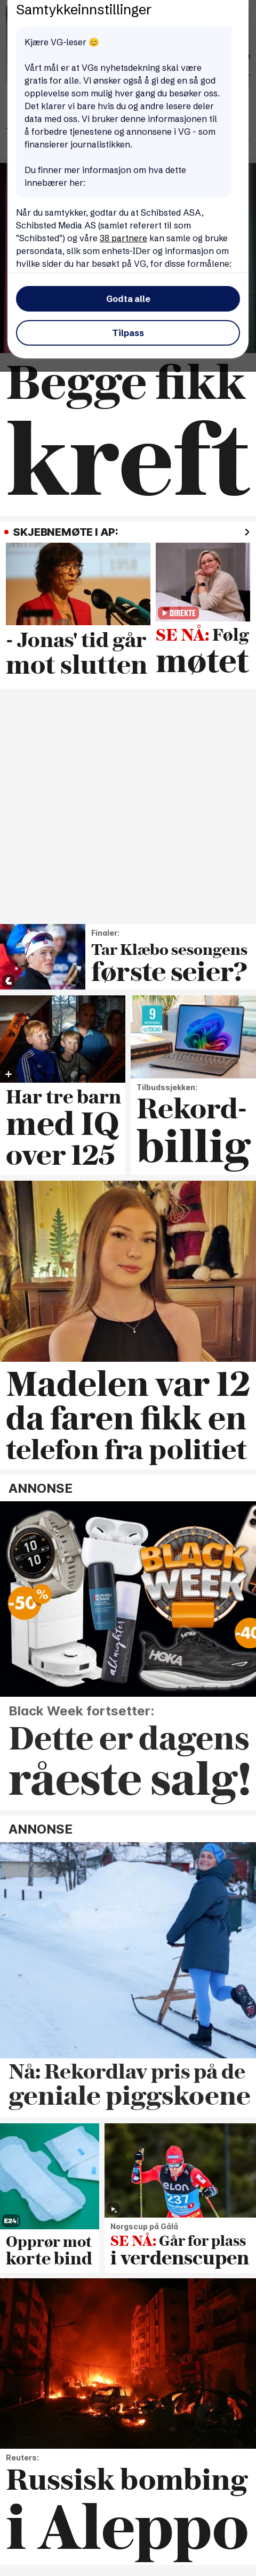 Samtykkeinnstillinger
Kjære VG-leser 😊
Vårt mål er at VGs nyhetsdekning skal være
gratis for alle. Vi ønsker også å gi deg en så god
opplevelse som mulig hver gang du besøker oss.
Det klarer vi bare hvis du og andre lesere deler
data med oss. Vi bruker denne informasjonen til
å forbedre tjenestene og annonsene i VG - som
finansierer journalistikken.
Du finner mer informasjon om hva dette
innebærer her:
Når du samtykker, godtar du at Schibsted ASA,
Schibsted Media AS (samlet referert til som
"Schibsted") og våre 38 partnere kan samle og bruke
persondata, slik som enhets-IDer og informasjon om
hvilke sider du har besøkt på VG, for disse formålene:
Godta alle
Tilpass
Begge fikk
kreft
SKJEBNEMØTE I AP:
DIREKTE
- Jonas' tid går
mot slutten
SE NÅ: Følg
møtet
Finaler:
Tar Klæbo sesongens
første seier?
Har tre barn
med IQ
over 125
9
Tilbudssjekken:
Rekord-
billig
Madelen var 12
da faren fikk en
telefon fra politiet
ANNONSE
10
10
-50%
BLACK
WEEK
-40
all nighter
HOKA
Black Week fortsetter:
Dette er dagens
råeste salg!
ANNONSE
Nå: Rekordlav pris på de
geniale piggskoene
E24
Opprør mot
korte bind
elon
237
Norgscup på Gålå
SE NÅ: Går for plass
i verdenscupen
Reuters:
Russisk bombing
i Aleppo